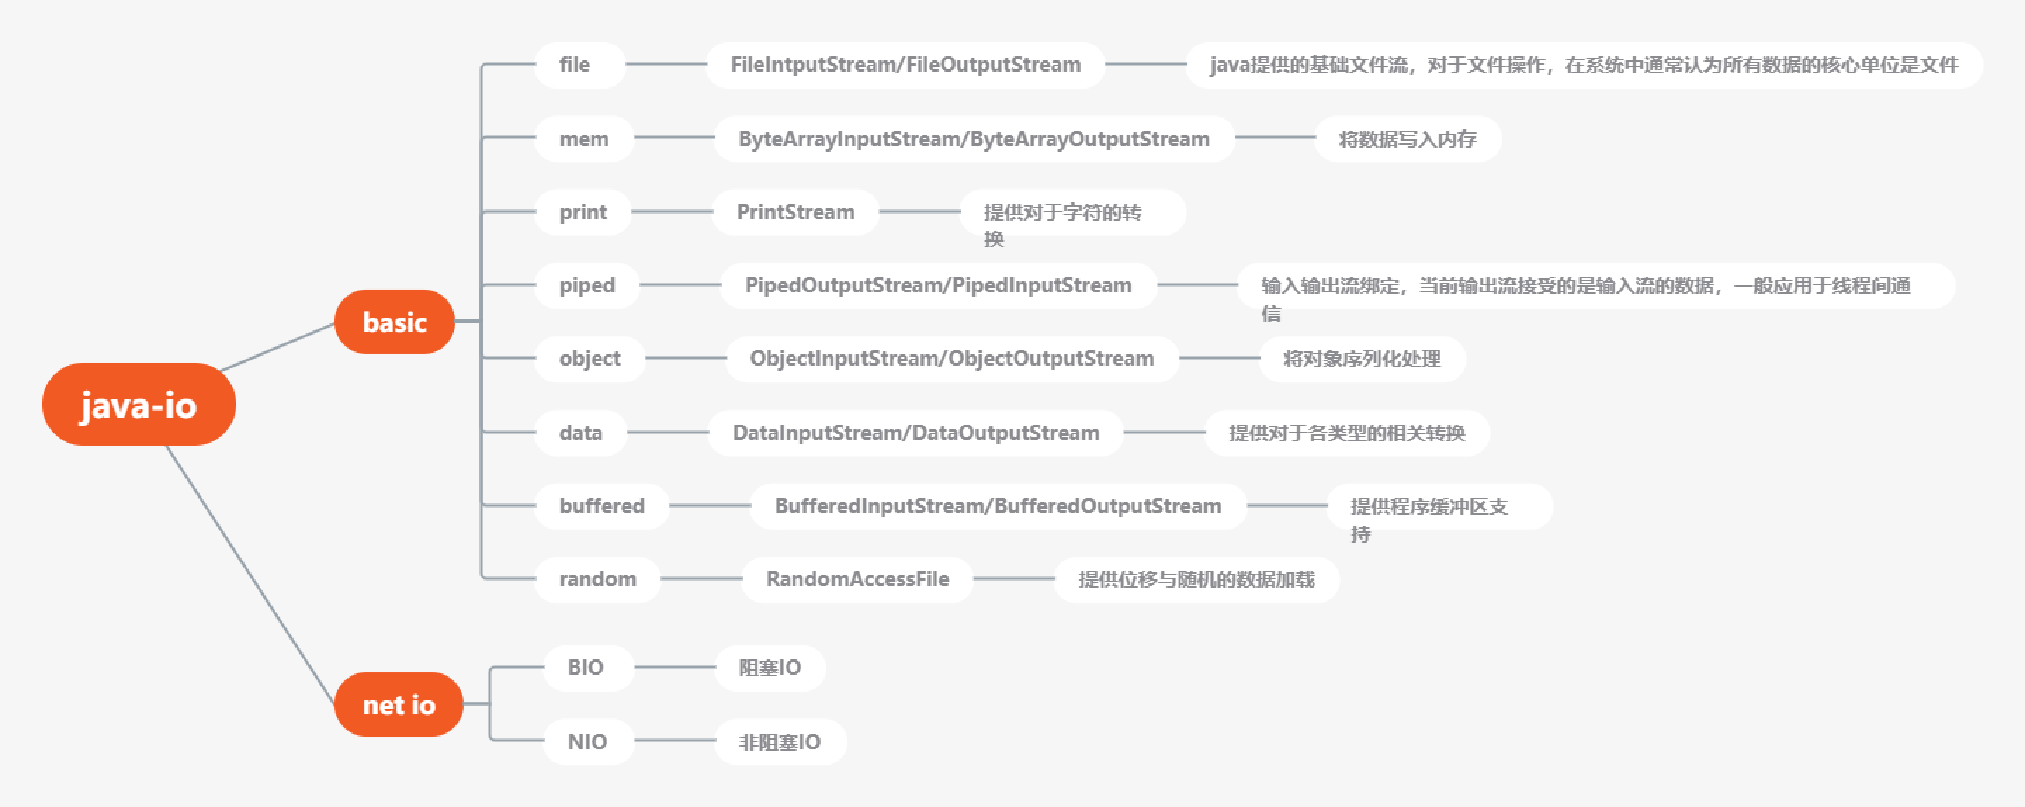 java-io
basic
file
FileIntputStream/FileOutputStream
java提供的基础文件流，对于文件操作，在系统中通常认为所有数据的核心单位是文件
mem
ByteArrayInputStream/ByteArrayOutputStream
将数据写入内存
print
PrintStream
提供对于字符的转
换
piped
PipedOutputStream/PipedInputStream
输入输出流绑定，当前输出流接受的是输入流的数据，一般应用于线程间通
信
object
ObjectInputStream/ObjectOutputStream
将对象序列化处理
data
DataInputStream/DataOutputStream
提供对于各类型的相关转换
buffered
BufferedInputStream/BufferedOutputStream
提供程序缓冲区支
持
random
RandomAccessFile
提供位移与随机的数据加载
net io
BIO
阻塞IO
NIO
非阻塞IO